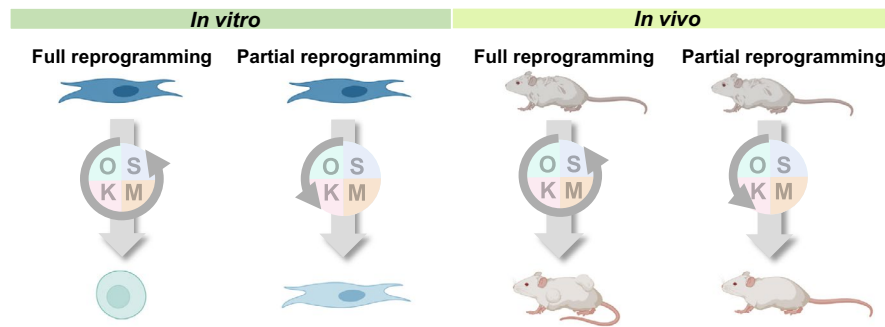 In vitro In vivo
Full reprogramming Partial reprogramming Full reprogramming Partial reprogramming
O S O S O S O S
K M K M K M K M